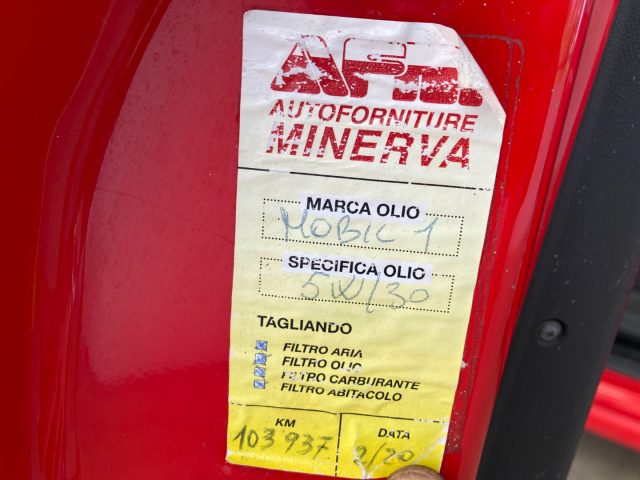 AFM.
AUTOFORNITURE
MINERVA
MARCA OLIO
MOBIL 1
SPECIFICA OLIO
5W/30
TAGLIANDO
FILTRO ARIA
FILTRO OLIO
FILTRO CARBURANTE
FILTRO ABITACOLO
KM
103937
DATA
2/20